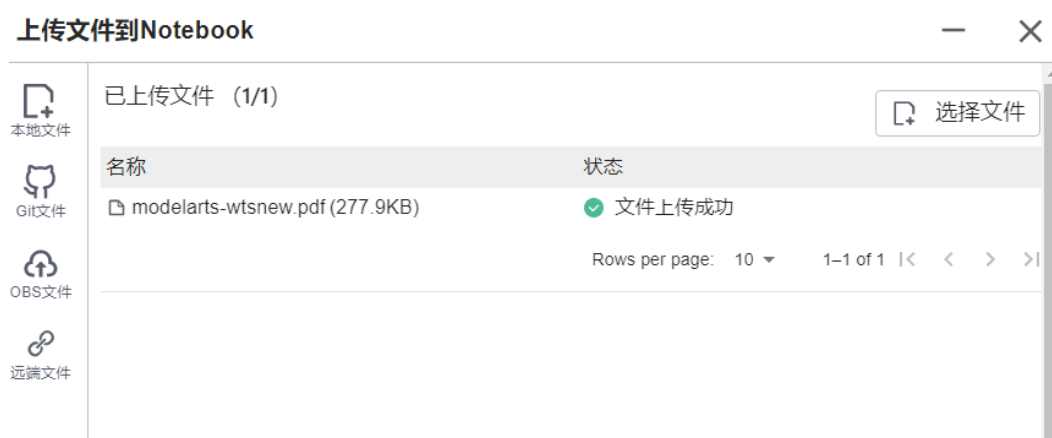 上传文件到Notebook
本地文件
Git文件
OBS文件
远端文件
已上传文件 (1/1)
选择文件
名称 状态
modelarts-wtsnew.pdf (277.9KB) 文件上传成功
Rows per page: 10 1–1 of 1